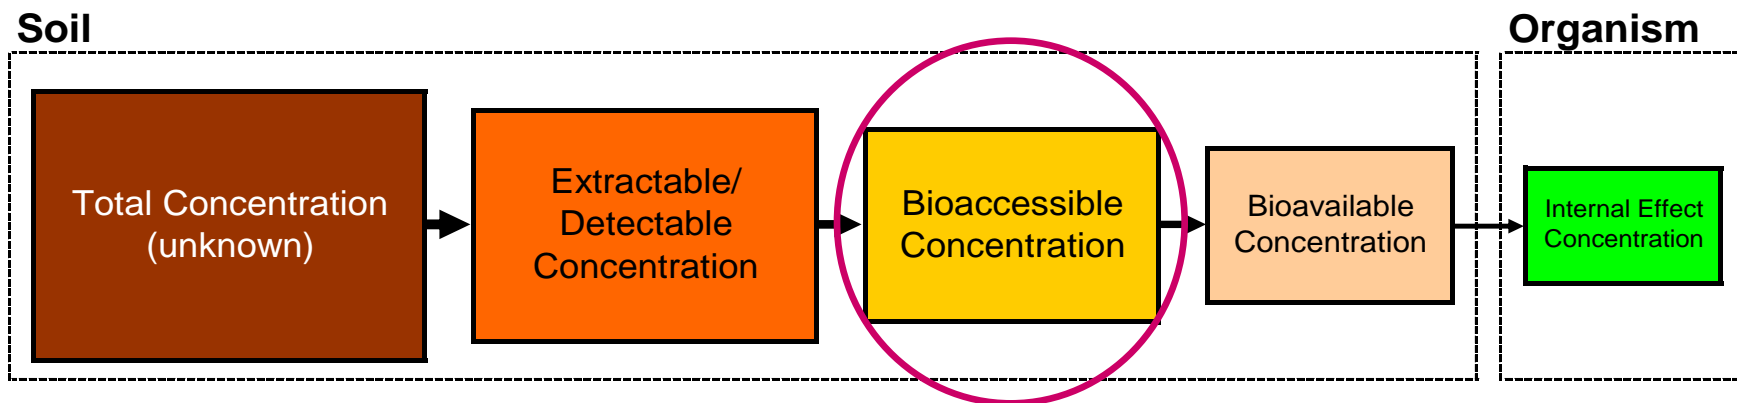 Soil
Organism
Total Concentration
(unknown)
Extractable/
Detectable
Concentration
Bioaccessible
Concentration
Bioavailable
Concentration
Internal Effect
Concentration